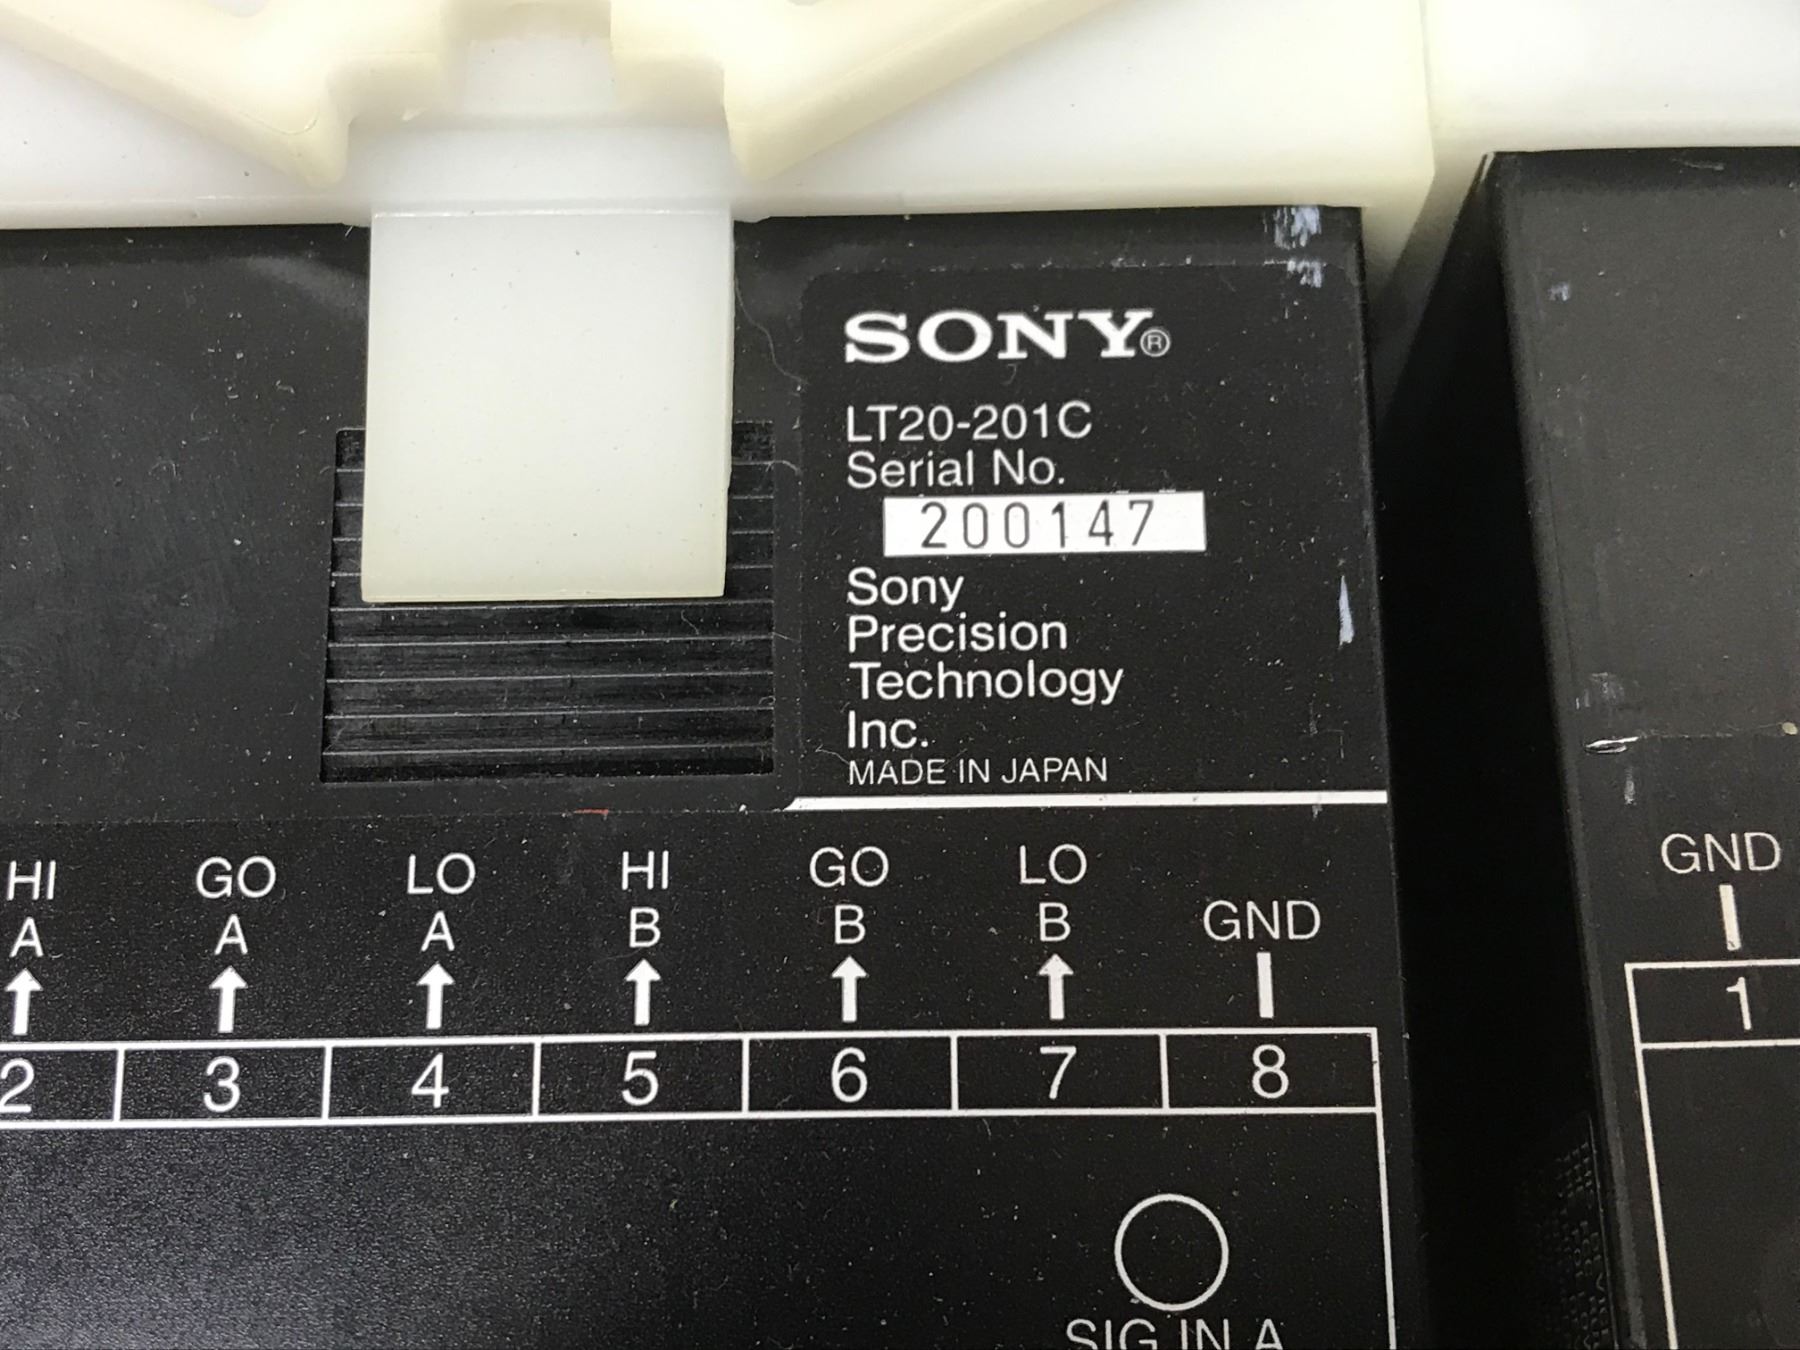 SONY®
LT20-201C
Serial No.
200147
Sony
Precision
Technology
Inc.
MADE IN JAPAN
HI GO LO HI GO LO
A A A B B B GND
2 3 4 5 6 7 8
SIG IN A
GND
1